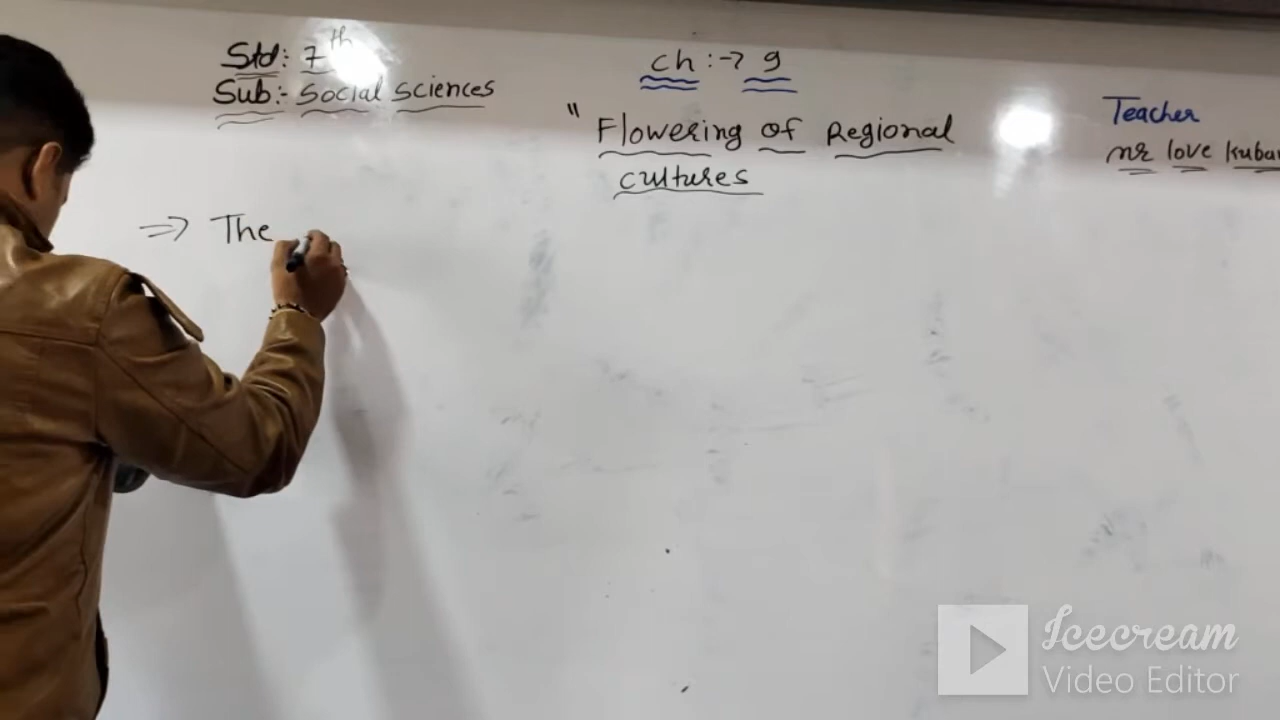 Std: 7th
Sub:- Social Sciences
ch :-> 9
" Flowering of Regional
cultures
Teacher
mr love
=> The
Icecream
Video Editor